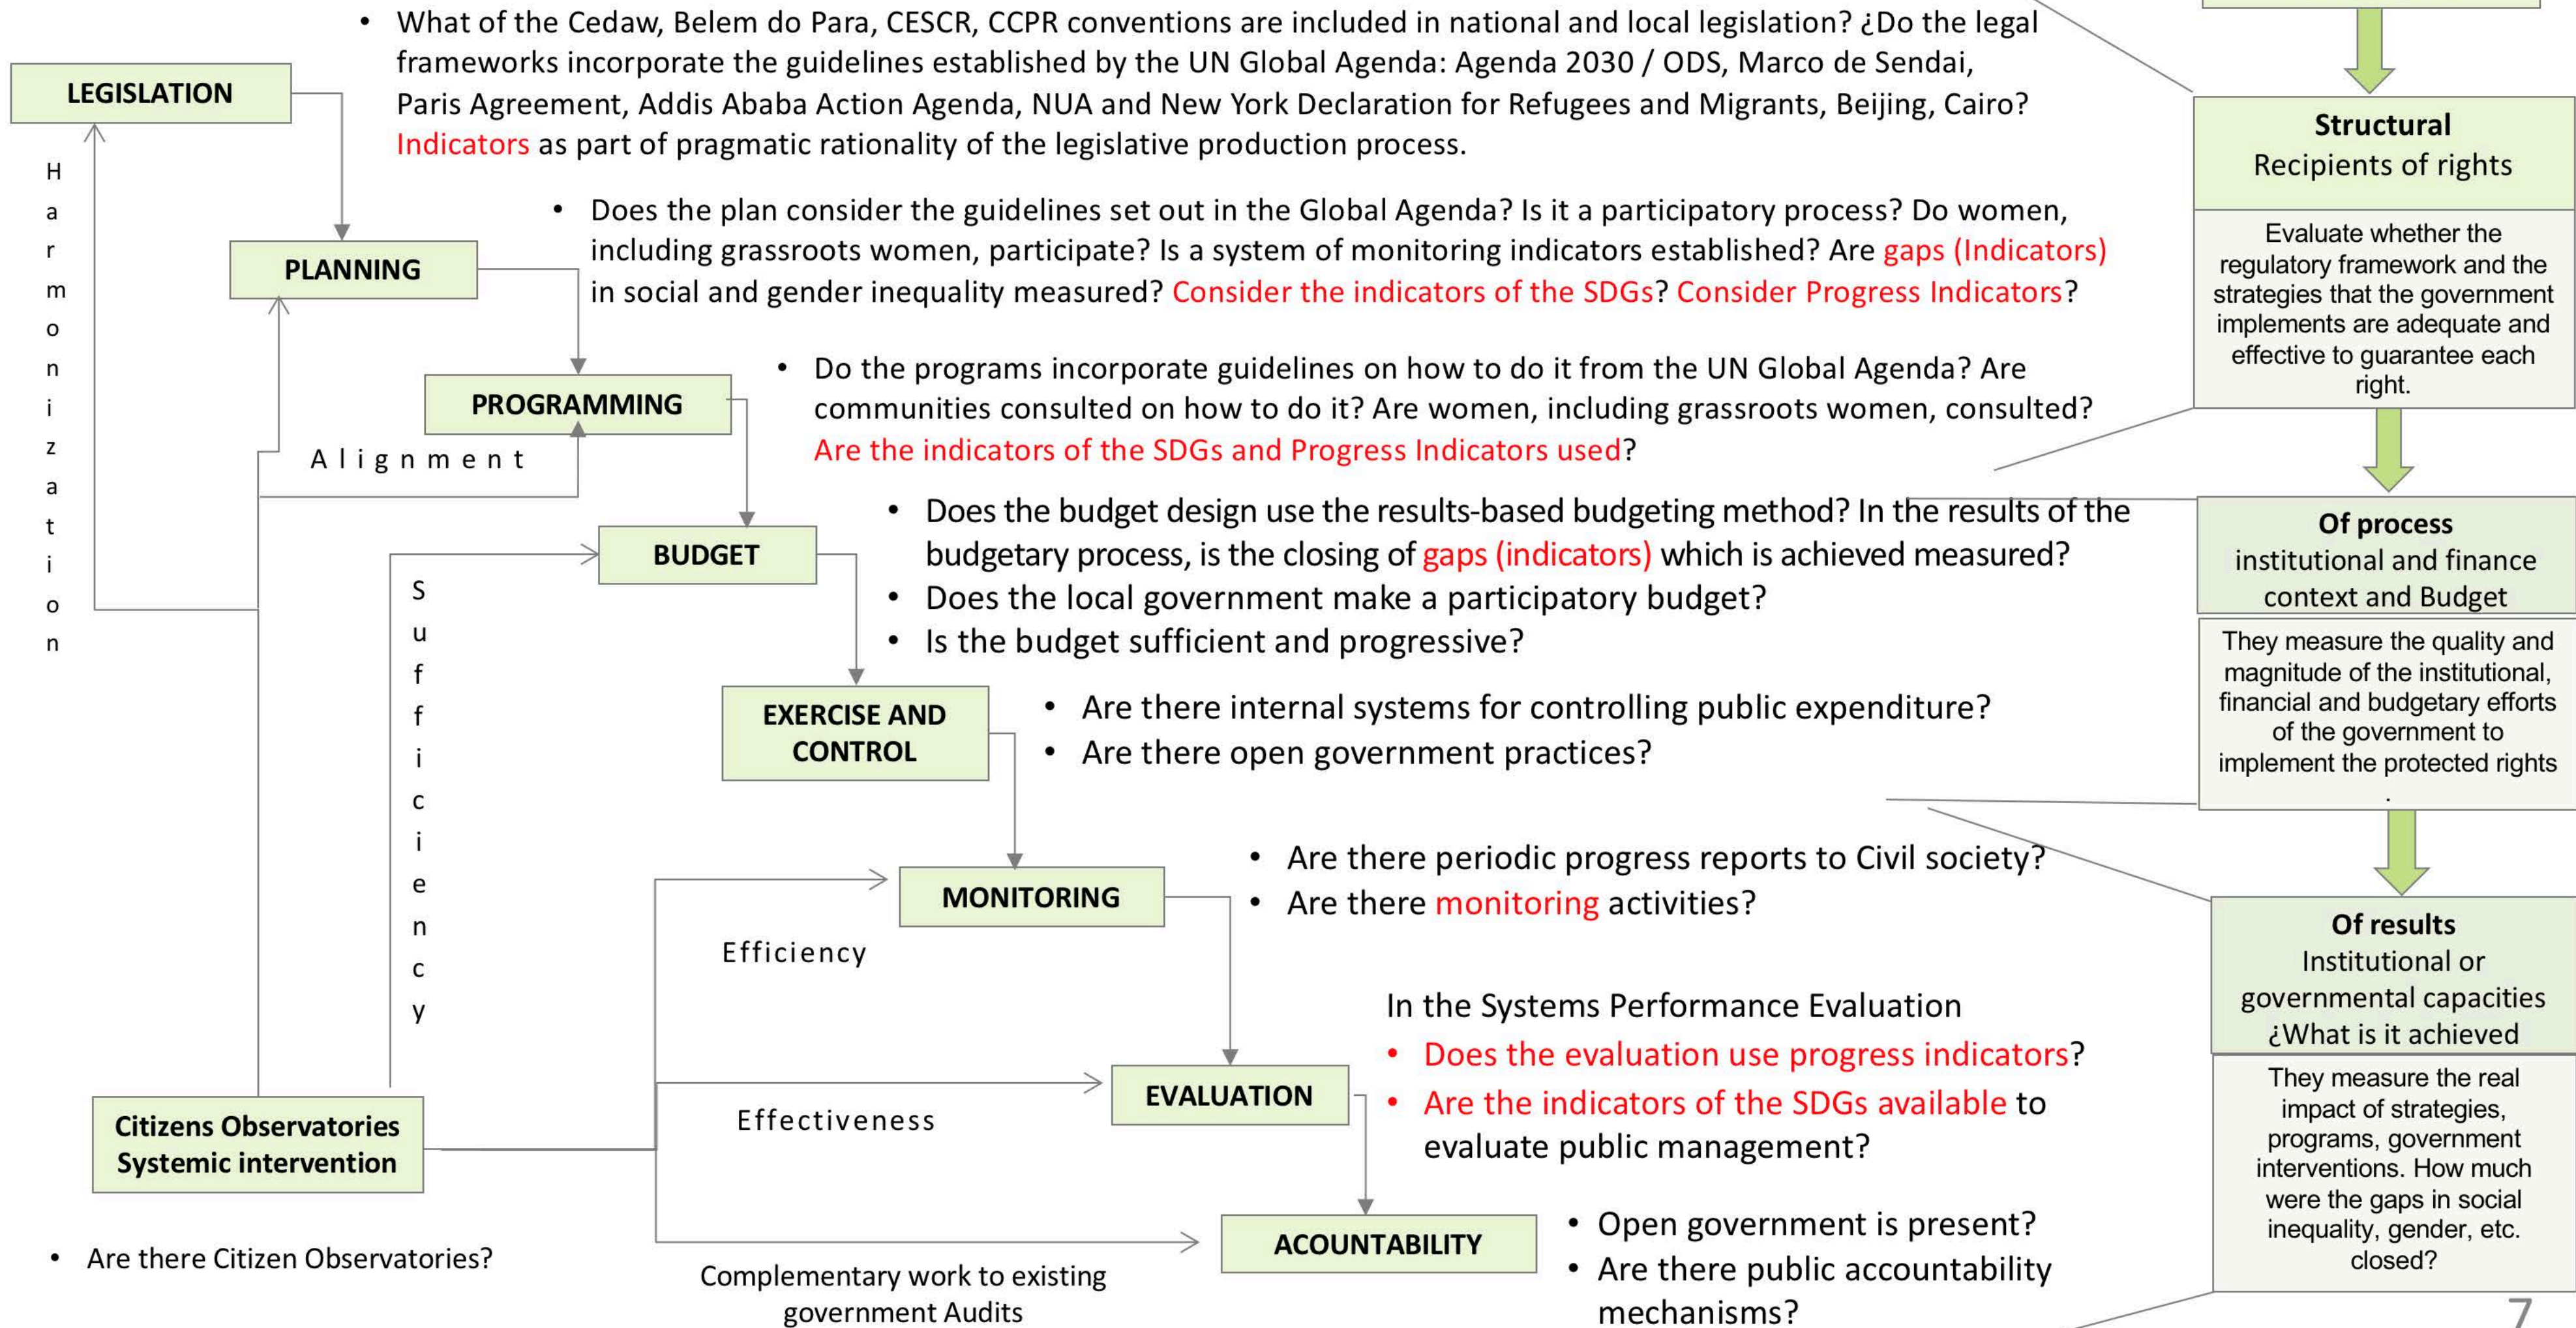 • What of the Cedaw, Belem do Para, CESCR, CCPR conventions are included in national and local legislation? ¿Do the legal
frameworks incorporate the guidelines established by the UN Global Agenda: Agenda 2030 / ODS, Marco de Sendai,
Paris Agreement, Addis Ababa Action Agenda, NUA and New York Declaration for Refugees and Migrants, Beijing, Cairo?
Indicators as part of pragmatic rationality of the legislative production process.
LEGISLATION
Harmonization
• Does the plan consider the guidelines set out in the Global Agenda? Is it a participatory process? Do women,
including grassroots women, participate? Is a system of monitoring indicators established? Are gaps (Indicators)
in social and gender inequality measured? Consider the indicators of the SDGs? Consider Progress Indicators?
PLANNING
• Do the programs incorporate guidelines on how to do it from the UN Global Agenda? Are
communities consulted on how to do it? Are women, including grassroots women, consulted?
Are the indicators of the SDGs and Progress Indicators used?
PROGRAMMING
Alignment
• Does the budget design use the results-based budgeting method? In the results of the
budgetary process, is the closing of gaps (indicators) which is achieved measured?
• Does the local government make a participatory budget?
• Is the budget sufficient and progressive?
BUDGET
Sufficiency
EXERCISE AND
CONTROL
• Are there internal systems for controlling public expenditure?
• Are there open government practices?
MONITORING
• Are there periodic progress reports to Civil society?
• Are there monitoring activities?
Efficiency
In the Systems Performance Evaluation
• Does the evaluation use progress indicators?
• Are the indicators of the SDGs available to
evaluate public management?
EVALUATION
Effectiveness
Citizens Observatories
Systemic intervention
• Are there Citizen Observatories?
ACOUNTABILITY
• Open government is present?
• Are there public accountability
mechanisms?
Complementary work to existing
government Audits
Structural
Recipients of rights
Evaluate whether the
regulatory framework and the
strategies that the government
implements are adequate and
effective to guarantee each
right.
Of process
institutional and finance
context and Budget
They measure the quality and
magnitude of the institutional,
financial and budgetary efforts
of the government to
implement the protected rights
.
Of results
Institutional or
governmental capacities
¿What is it achieved
They measure the real
impact of strategies,
programs, government
interventions. How much
were the gaps in social
inequality, gender, etc.
closed?
7